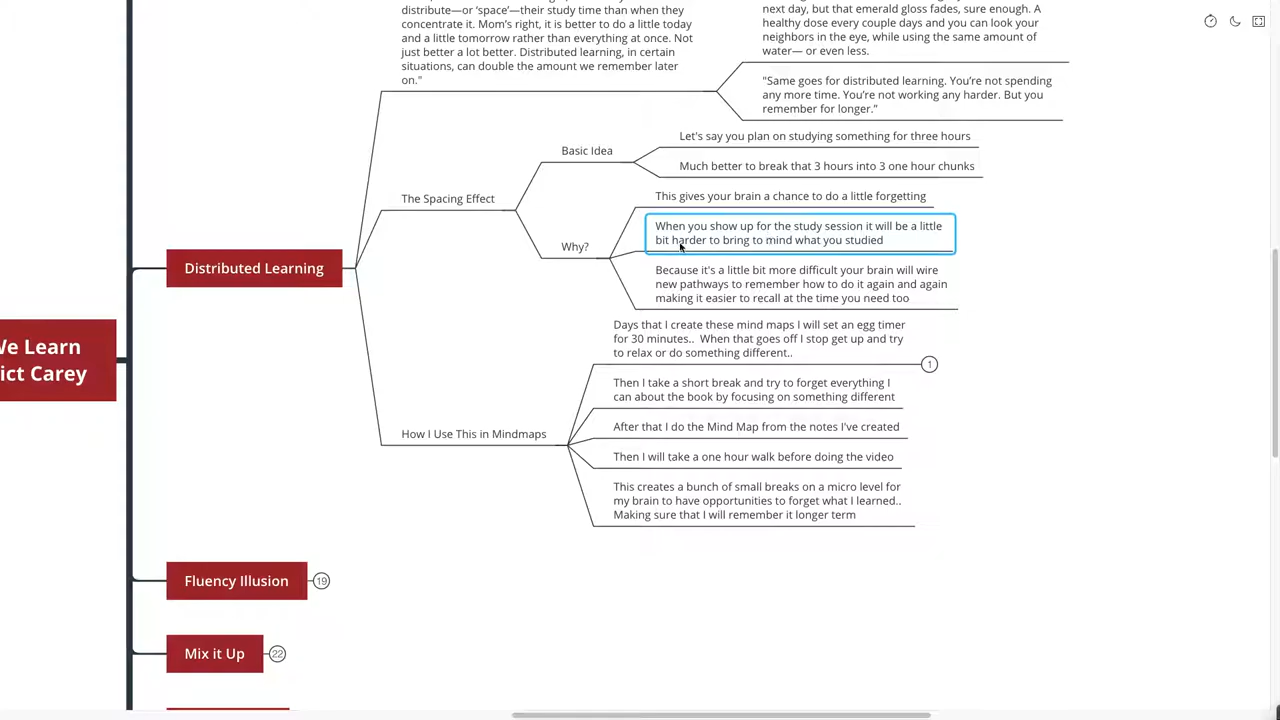 distribute—or ‘space’—their study time than when they
concentrate it. Mom’s right, it is better to do a little today
and a little tomorrow rather than everything at once. Not
just better a lot better. Distributed learning, in certain
situations, can double the amount we remember later
on."
next day, but that emerald gloss fades, sure enough. A
healthy dose every couple days and you can look your
neighbors in the eye, while using the same amount of
water— or even less.
"Same goes for distributed learning. You’re not spending
any more time. You’re not working any harder. But you
remember for longer.”
Distributed Learning
The Spacing Effect
Basic Idea
Let's say you plan on studying something for three hours
Much better to break that 3 hours into 3 one hour chunks
Why?
This gives your brain a chance to do a little forgetting
When you show up for the study session it will be a little
bit harder to bring to mind what you studied
Because it's a little bit more difficult your brain will wire
new pathways to remember how to do it again and again
making it easier to recall at the time you need too
How I Use This in Mindmaps
Days that I create these mind maps I will set an egg timer
for 30 minutes.. When that goes off I stop get up and try
to relax or do something different..
1
Then I take a short break and try to forget everything I
can about the book by focusing on something different
After that I do the Mind Map from the notes I've created
Then I will take a one hour walk before doing the video
This creates a bunch of small breaks on a micro level for
my brain to have opportunities to forget what I learned..
Making sure that I will remember it longer term
We Learn
ict Carey
Fluency Illusion
19
Mix it Up
22